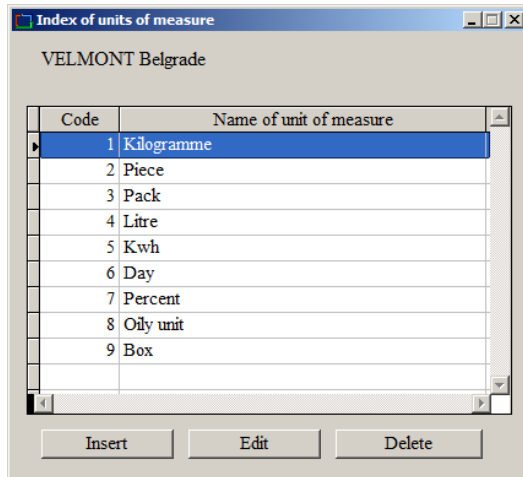 Index of units of measure
VELMONT Belgrade
Code Name of unit of measure
1 Kilogramme
2 Piece
3 Pack
4 Litre
5 Kwh
6 Day
7 Percent
8 Oily unit
9 Box
Insert Edit Delete